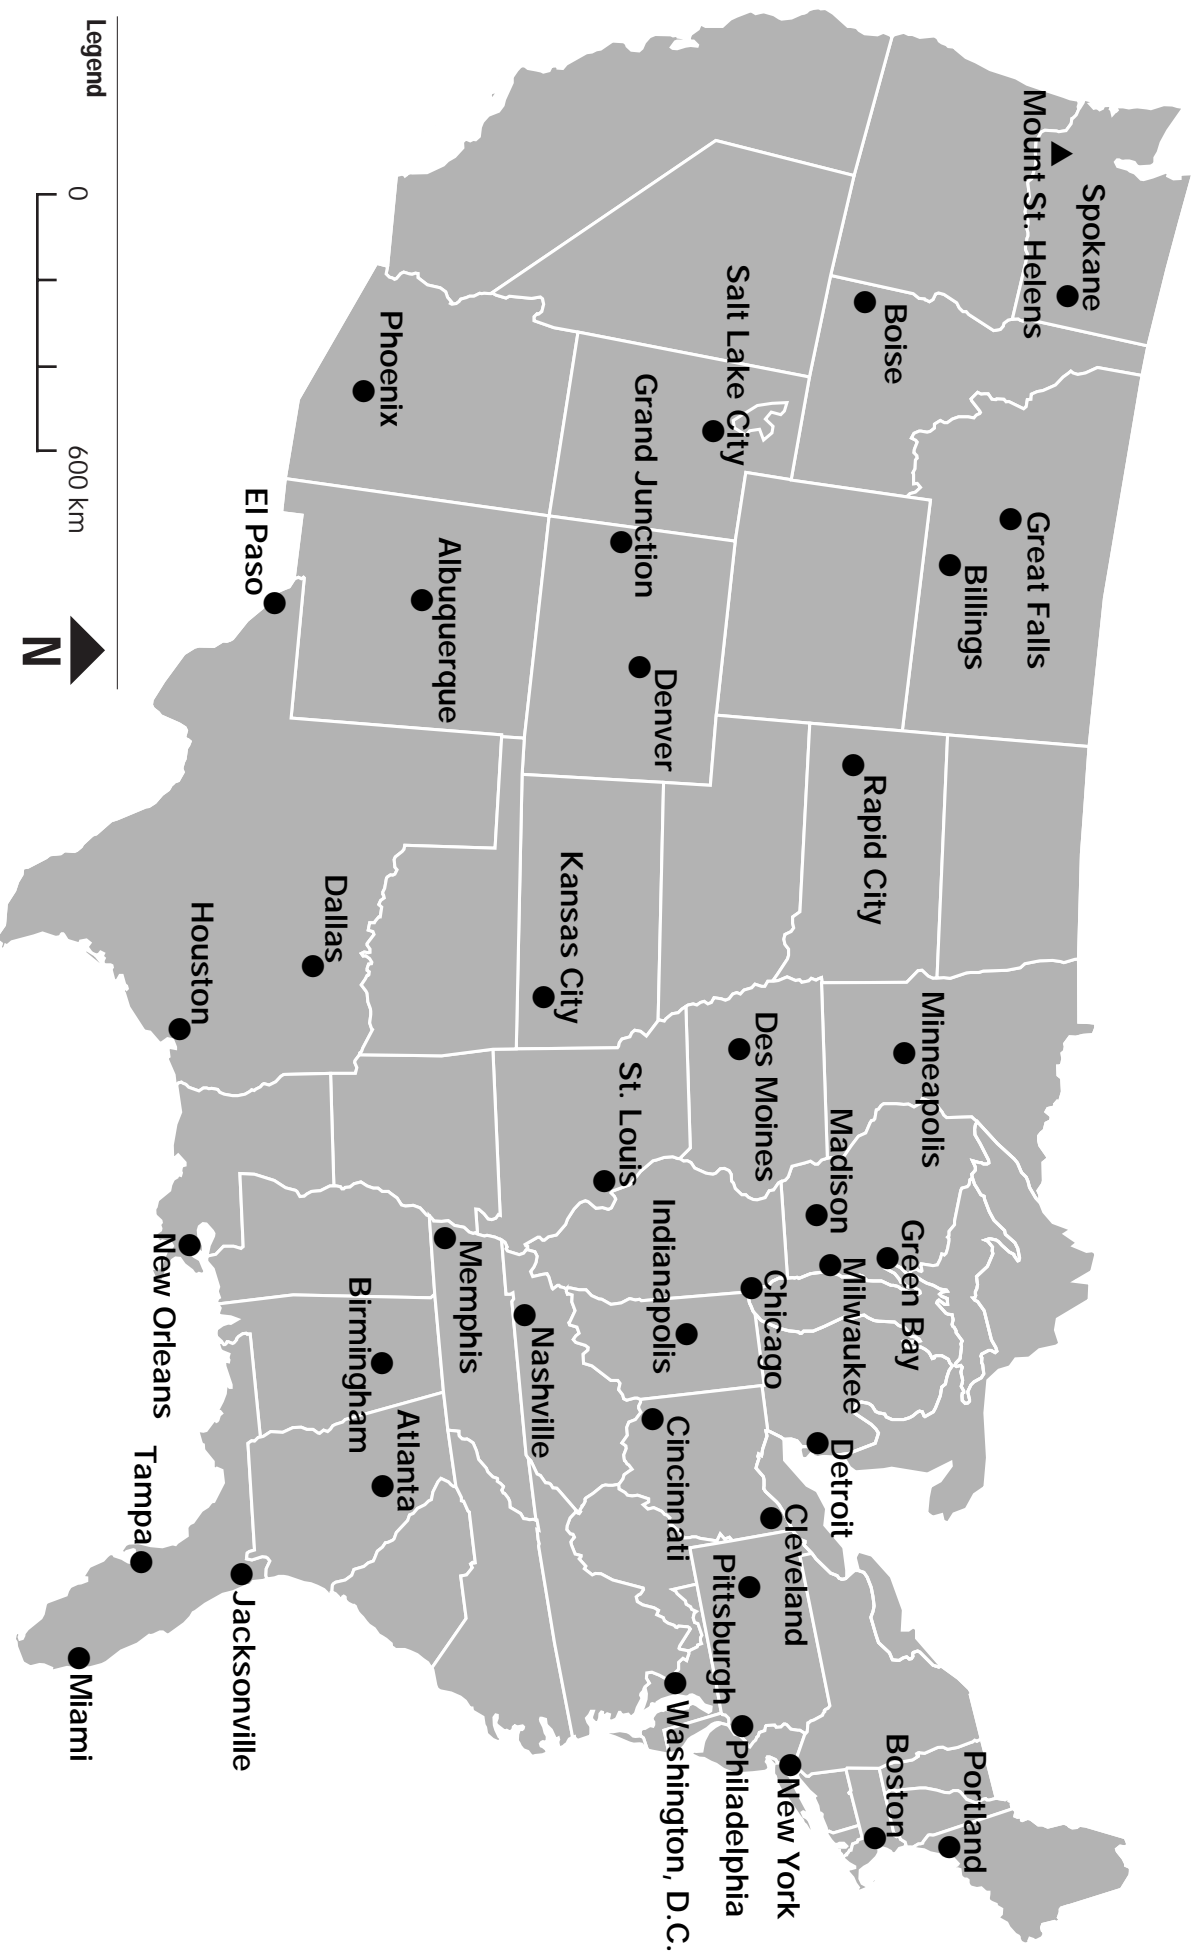 Mount St. Helens
Spokane
Boise
Great Falls
Billings
Salt Lake City
Grand Junction
Denver
Phoenix
Albuquerque
El Paso
Rapid City
Kansas City
Dallas
Houston
Minneapolis
Des Moines
St. Louis
Madison
Green Bay
Milwaukee
Chicago
Indianapolis
Memphis
Nashville
Birmingham
New Orleans
Detroit
Cincinnati
Cleveland
Pittsburgh
Atlanta
Tampa
Jacksonville
Miami
Portland
Boston
New York
Philadelphia
Washington, D.C.
Legend
0
600 km
N